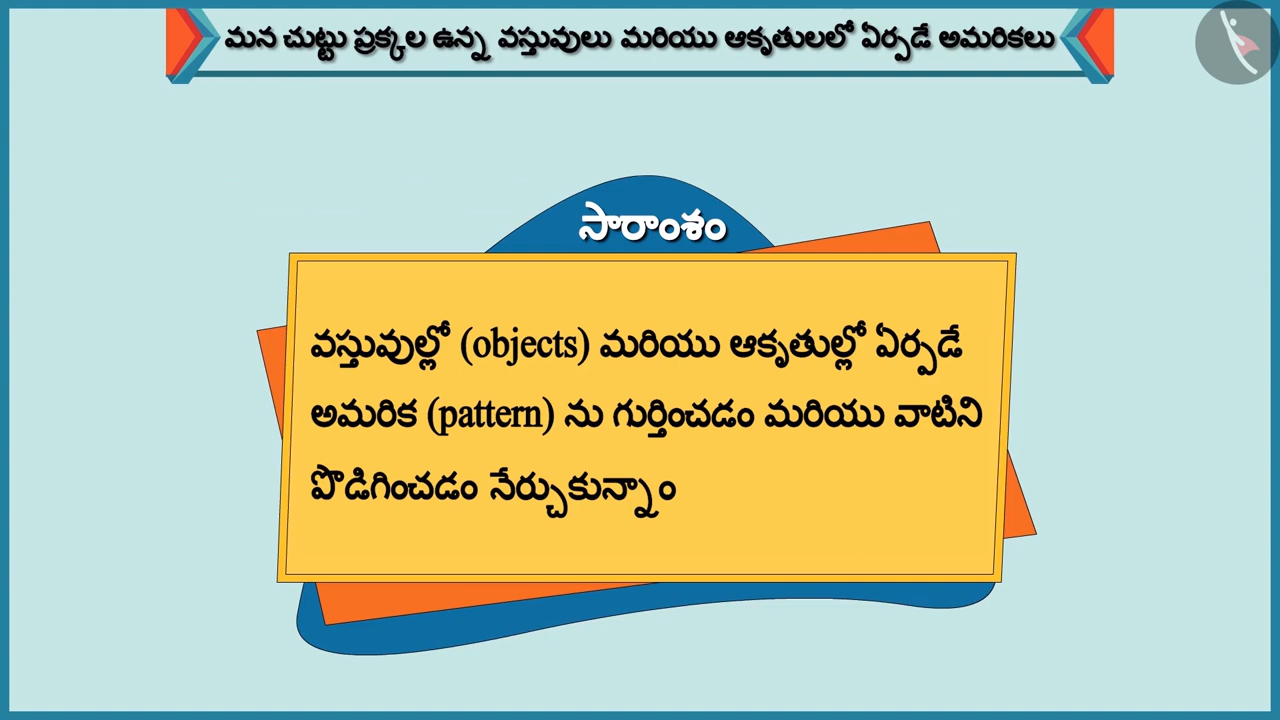 మన చుట్టు ప్రక్కల ఉన్న వస్తువులు మరియు ఆకృతులలో ఏర్పడే అమరికలు
సారాంశం
వస్తువుల్లో (objects) మరియు ఆకృతుల్లో ఏర్పడే
అమరిక (pattern) ను గుర్తించడం మరియు వాటిని
పొడిగించడం నేర్చుకున్నాం